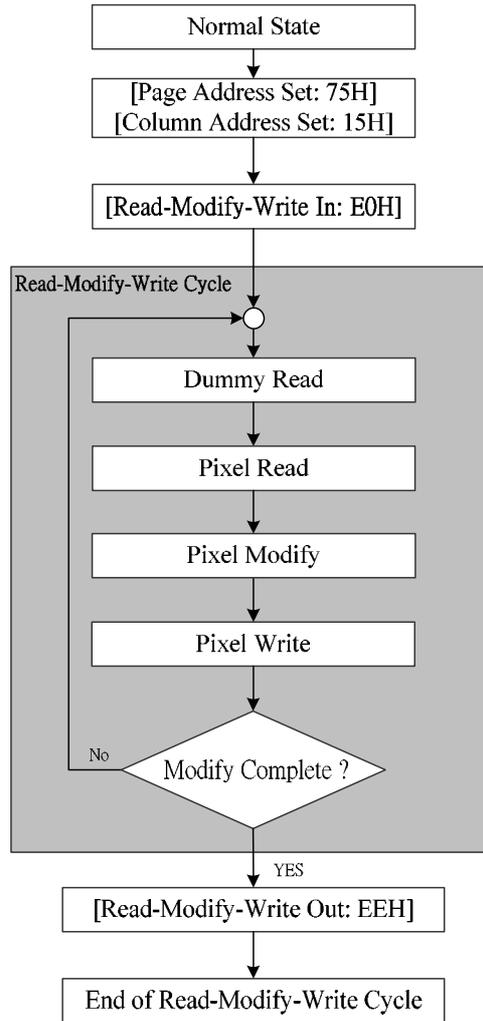 Normal State
[Page Address Set: 75H]
[Column Address Set: 15H]
[Read-Modify-Write In: E0H]
Read-Modify-Write Cycle
Dummy Read
Pixel Read
Pixel Modify
Pixel Write
No
Modify Complete ?
YES
[Read-Modify-Write Out: EEH]
End of Read-Modify-Write Cycle